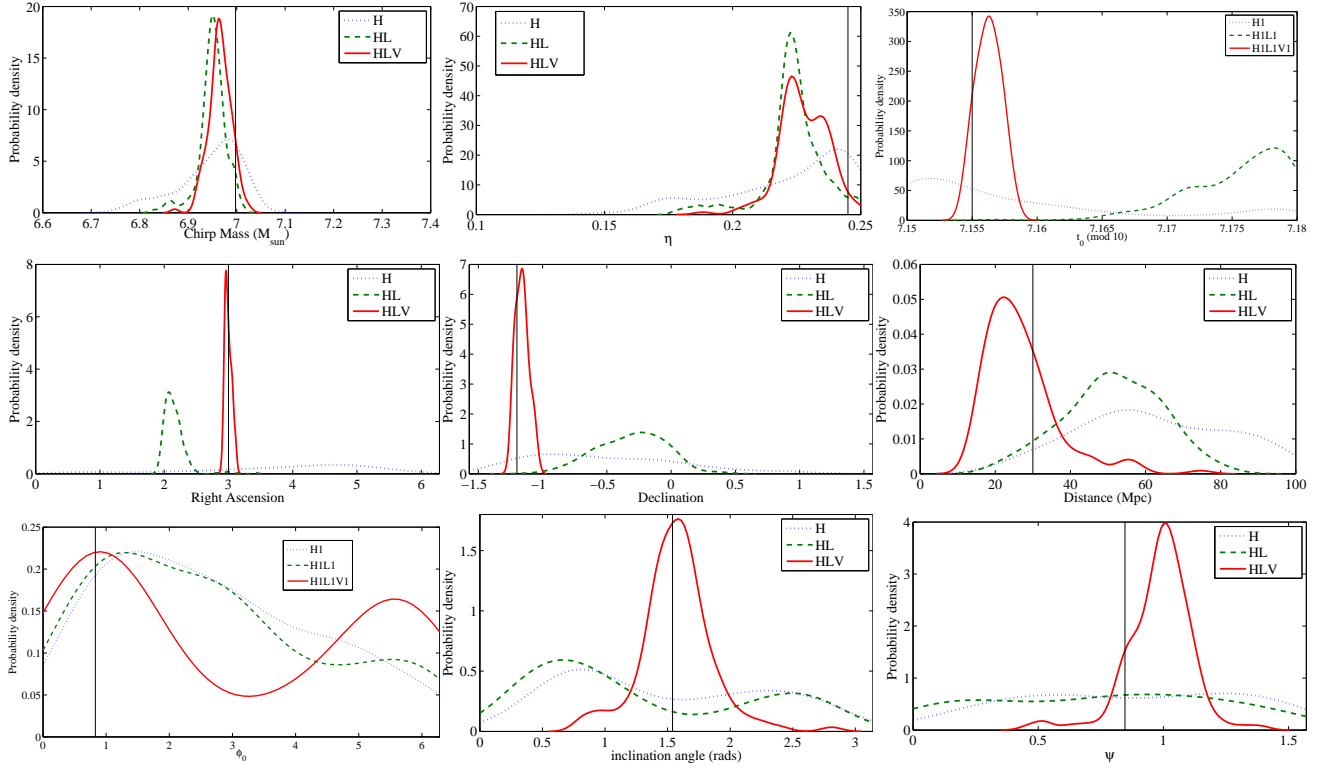 20
15
10
5
0
6.6 6.7 6.8 6.9 7 7.1 7.2 7.3 7.4
Probability density
Chirp Mass (M_sun)
H
HL
HLV
70
60
50
40
30
20
10
0
0.1 0.15 0.2 0.25
Probability density
η
H
HL
HLV
350
300
250
200
150
100
50
0
7.15 7.155 7.16 7.165 7.17 7.175 7.18
Probability density
t_0 (mod 10)
H1
H1L1
H1L1V1
8
6
4
2
0
0 1 2 3 4 5 6
Probability density
Right Ascension
H
HL
HLV
7
6
5
4
3
2
1
0
−1.5 −1 −0.5 0 0.5 1 1.5
Probability density
Declination
H
HL
HLV
0.06
0.05
0.04
0.03
0.02
0.01
0
0 20 40 60 80 100
Probability density
Distance (Mpc)
H
HL
HLV
0.25
0.2
0.15
0.1
0.05
0
0 1 2 3 4 5 6
Probability density
ϕ_0
H1
H1L1
H1L1V1
1.5
1
0.5
0
0 0.5 1 1.5 2 2.5 3
Probability density
inclination angle (rads)
H
HL
HLV
4
3
2
1
0
0 0.5 1 1.5
Probability density
ψ
H
HL
HLV